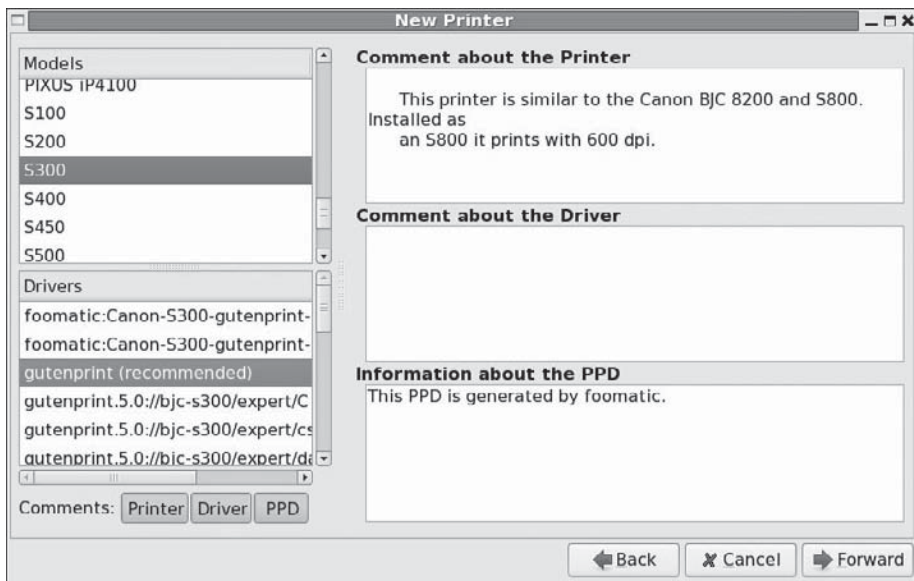 New Printer
Models
PIXUS iP4100
S100
S200
S300
S400
S450
S500
Drivers
foomatic:Canon-S300-gutenprint-
foomatic:Canon-S300-gutenprint-
gutenprint (recommended)
gutenprint.5.0://bjc-s300/expert/C
gutenprint.5.0://bjc-s300/expert/cs
gutenprint.5.0://bjc-s300/expert/da
Comments: Printer Driver PPD
Comment about the Printer
This printer is similar to the Canon BJC 8200 and S800.
Installed as
an S800 it prints with 600 dpi.
Comment about the Driver
Information about the PPD
This PPD is generated by foomatic.
Back Cancel Forward